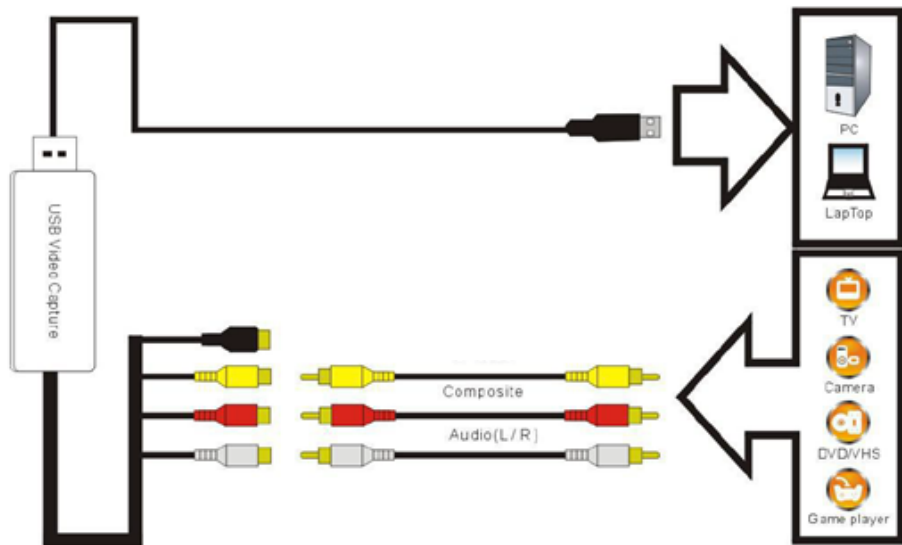 PC
LapTop
USB Video Capture
TV
Composite
Camera
Audio(L/R)
DVD/VHS
Game player